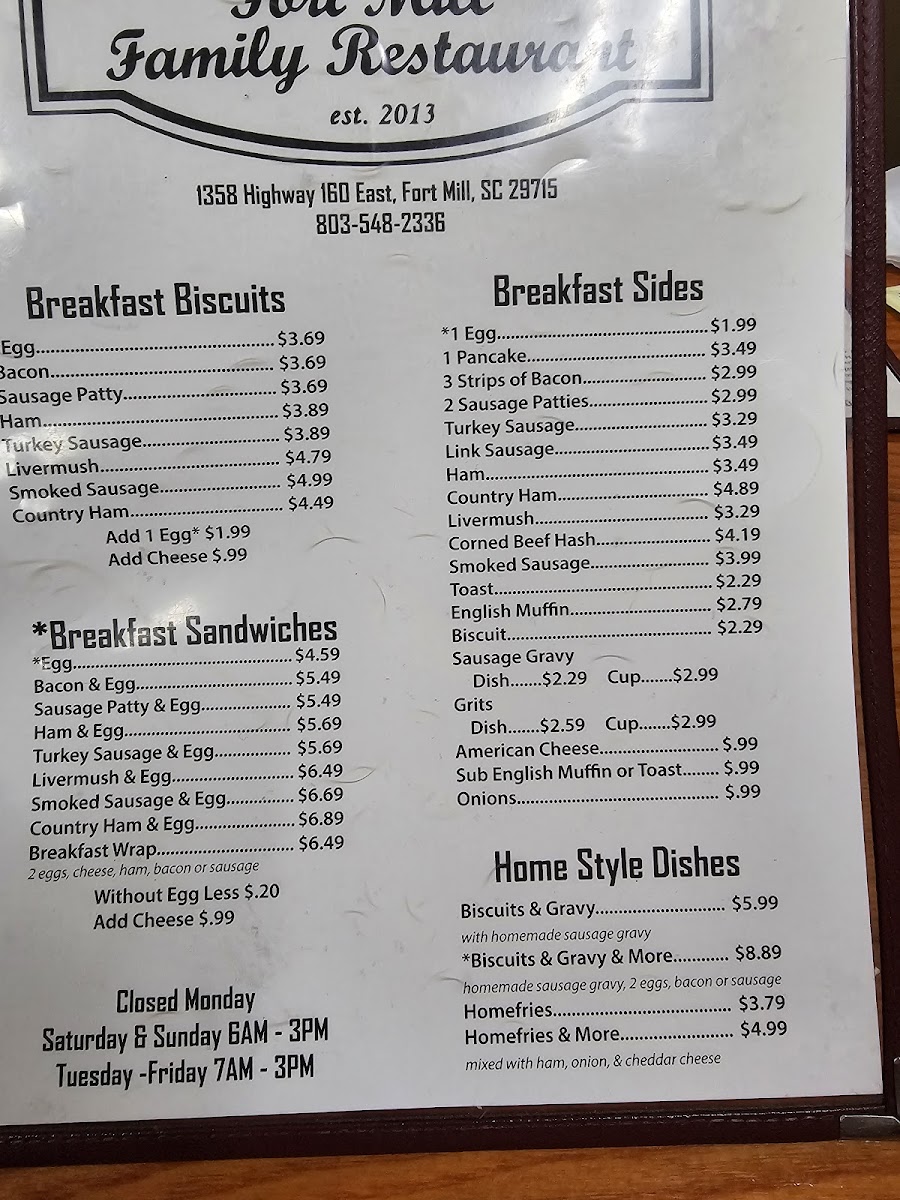 Fort Mill
Family Restaurant
est. 2013
1358 Highway 160 East, Fort Mill, SC 29715
803-548-2336
Breakfast Biscuits
Egg........ $3.69
Bacon........ $3.69
Sausage Patty........ $3.69
Ham........ $3.89
Turkey Sausage........ $3.89
Livermush........ $4.79
Smoked Sausage........ $4.99
Country Ham........ $4.49
Add 1 Egg* $1.99
Add Cheese $.99
*Breakfast Sandwiches
*Egg........ $4.59
Bacon & Egg........ $5.49
Sausage Patty & Egg........ $5.49
Ham & Egg........ $5.69
Turkey Sausage & Egg........ $5.69
Livermush & Egg........ $6.49
Smoked Sausage & Egg........ $6.69
Country Ham & Egg........ $6.89
Breakfast Wrap........ $6.49
2 eggs, cheese, ham, bacon or sausage
Without Egg Less $.20
Add Cheese $.99
Closed Monday
Saturday & Sunday 6AM - 3PM
Tuesday -Friday 7AM - 3PM
Breakfast Sides
*1 Egg........ $1.99
1 Pancake........ $3.49
3 Strips of Bacon........ $2.99
2 Sausage Patties........ $2.99
Turkey Sausage........ $3.29
Link Sausage........ $3.49
Ham........ $3.49
Country Ham........ $4.89
Livermush........ $3.29
Corned Beef Hash........ $4.19
Smoked Sausage........ $3.99
Toast........ $2.29
English Muffin........ $2.79
Biscuit........ $2.29
Sausage Gravy
Dish.......$2.29 Cup.......$2.99
Grits
Dish.......$2.59 Cup.......$2.99
American Cheese........ $.99
Sub English Muffin or Toast........ $.99
Onions........ $.99
Home Style Dishes
Biscuits & Gravy........ $5.99
with homemade sausage gravy
*Biscuits & Gravy & More........ $8.89
homemade sausage gravy, 2 eggs, bacon or sausage
Homefries........ $3.79
Homefries & More........ $4.99
mixed with ham, onion, & cheddar cheese